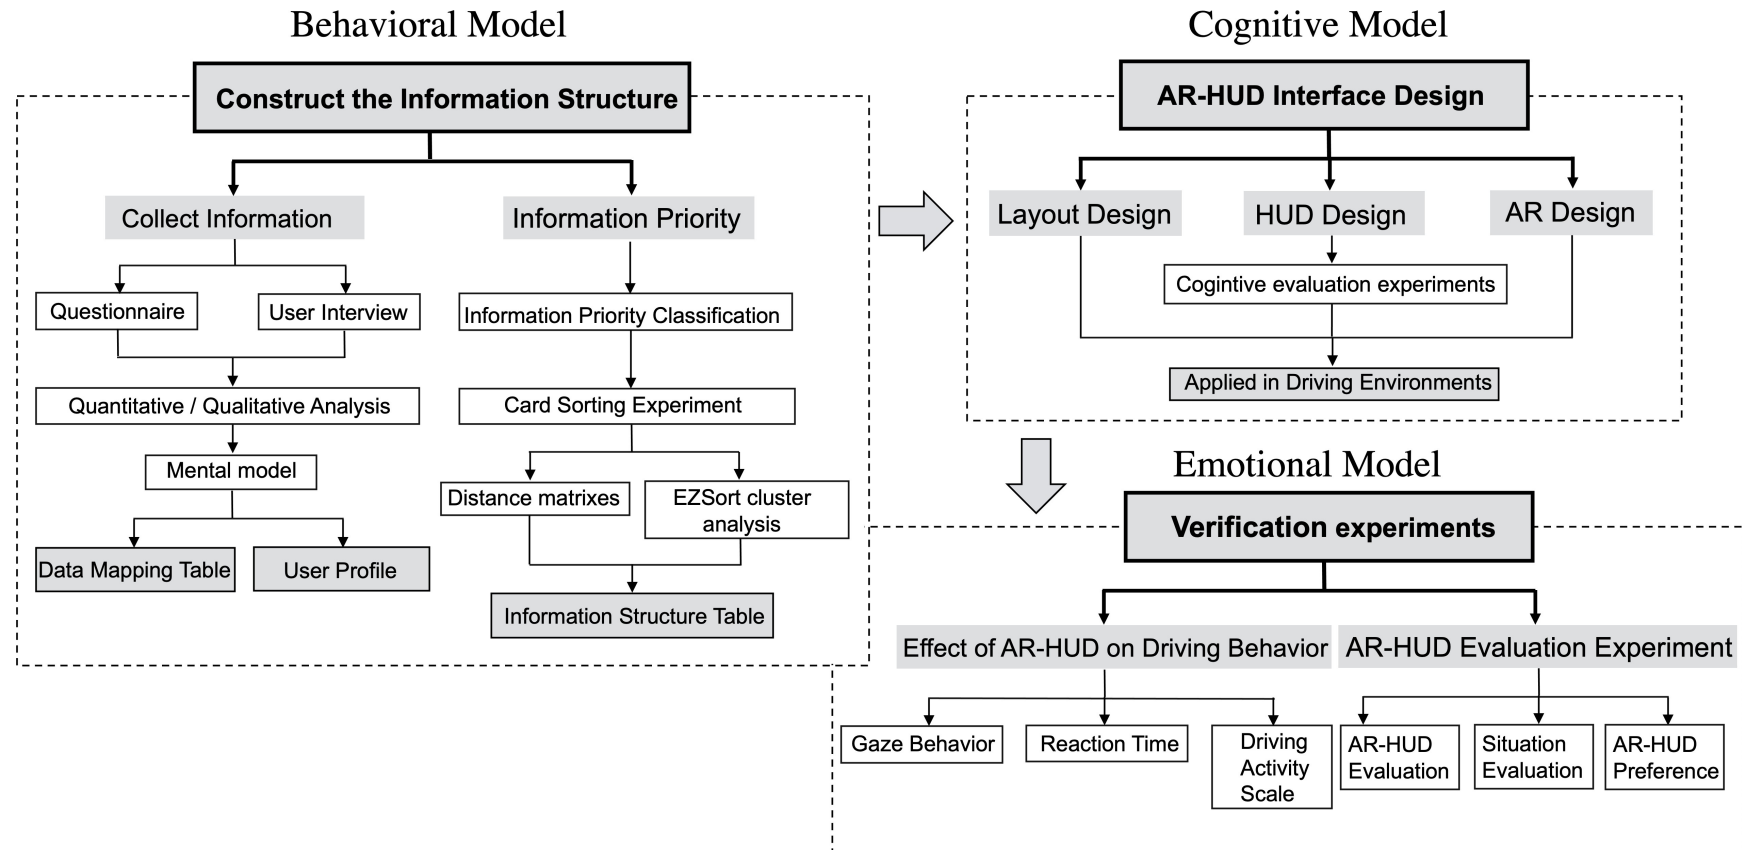 Behavioral Model
Construct the Information Structure
Collect Information
Information Priority
Questionnaire
User Interview
Information Priority Classification
Quantitative / Qualitative Analysis
Card Sorting Experiment
Mental model
Distance matrixes
EZSort cluster
analysis
Data Mapping Table
User Profile
Information Structure Table
Cognitive Model
AR-HUD Interface Design
Layout Design
HUD Design
AR Design
Cogintive evaluation experiments
Applied in Driving Environments
Emotional Model
Verification experiments
Effect of AR-HUD on Driving Behavior
AR-HUD Evaluation Experiment
Gaze Behavior
Reaction Time
Driving
Activity
Scale
AR-HUD
Evaluation
Situation
Evaluation
AR-HUD
Preference